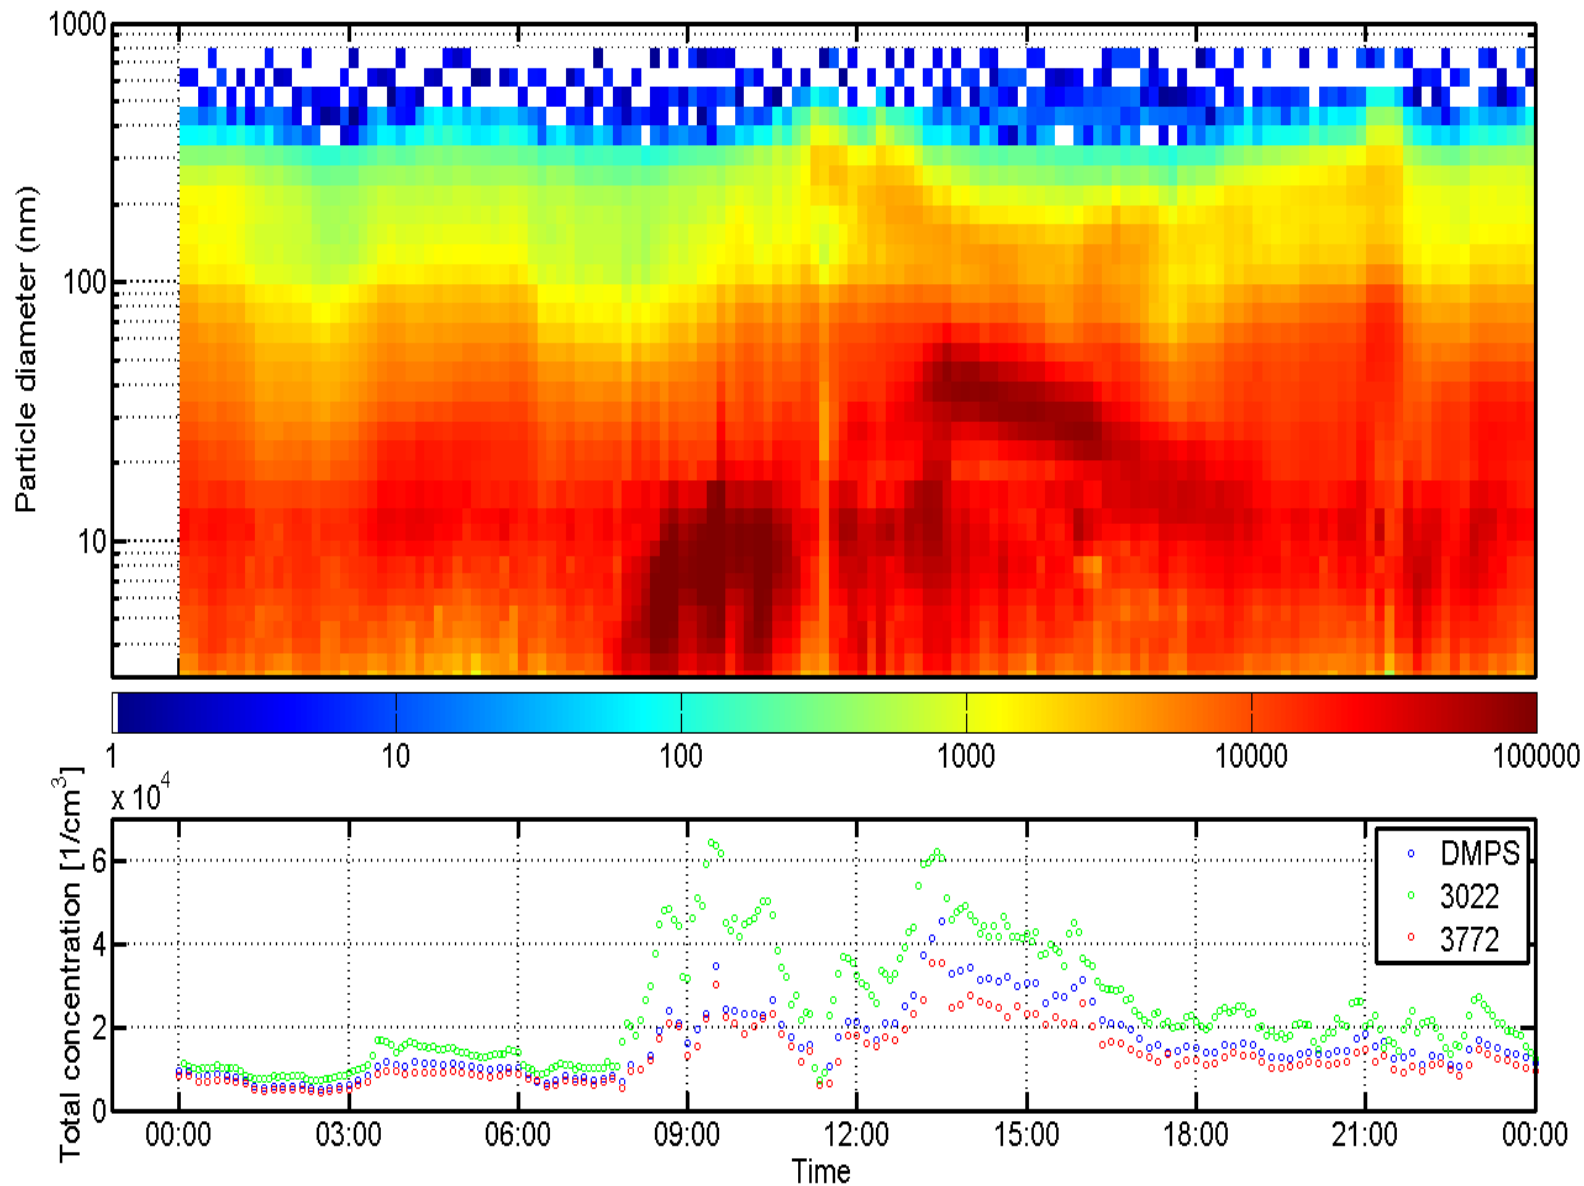 1000
100
10
Particle diameter (nm)
1 10 100 1000 10000 100000
x 10^4
Total concentration [1/cm^3]
6
4
2
0
DMPS
3022
3772
00:00 03:00 06:00 09:00 12:00 15:00 18:00 21:00 00:00
Time